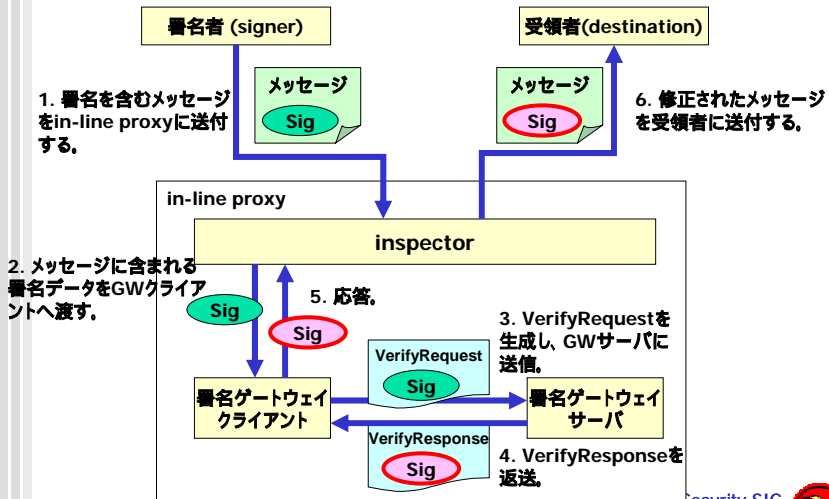 署名者 (signer)
受領者(destination)
1. 署名を含むメッセージ
をin-line proxyに送付
する。
メッセージ
Sig
メッセージ
Sig
6. 修正されたメッセージ
を受領者に送付する。
in-line proxy
inspector
2. メッセージに含まれる
署名データをGWクライア
ントへ渡す。
Sig
5. 応答。
Sig
3. VerifyRequestを
生成し、GWサーバに
送信。
VerifyRequest
Sig
署名ゲートウェイ
クライアント
署名ゲートウェイ
サーバ
VerifyResponse
Sig
4. VerifyResponseを
返送。
Security SIG